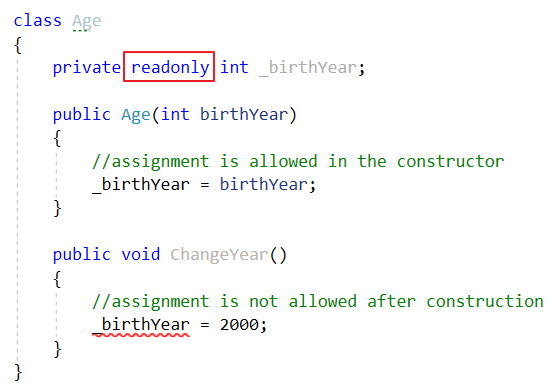 class Age
{
private readonly int _birthYear;
public Age(int birthYear)
{
//assignment is allowed in the constructor
_birthYear = birthYear;
}
public void ChangeYear()
{
//assignment is not allowed after construction
_birthYear = 2000;
}
}